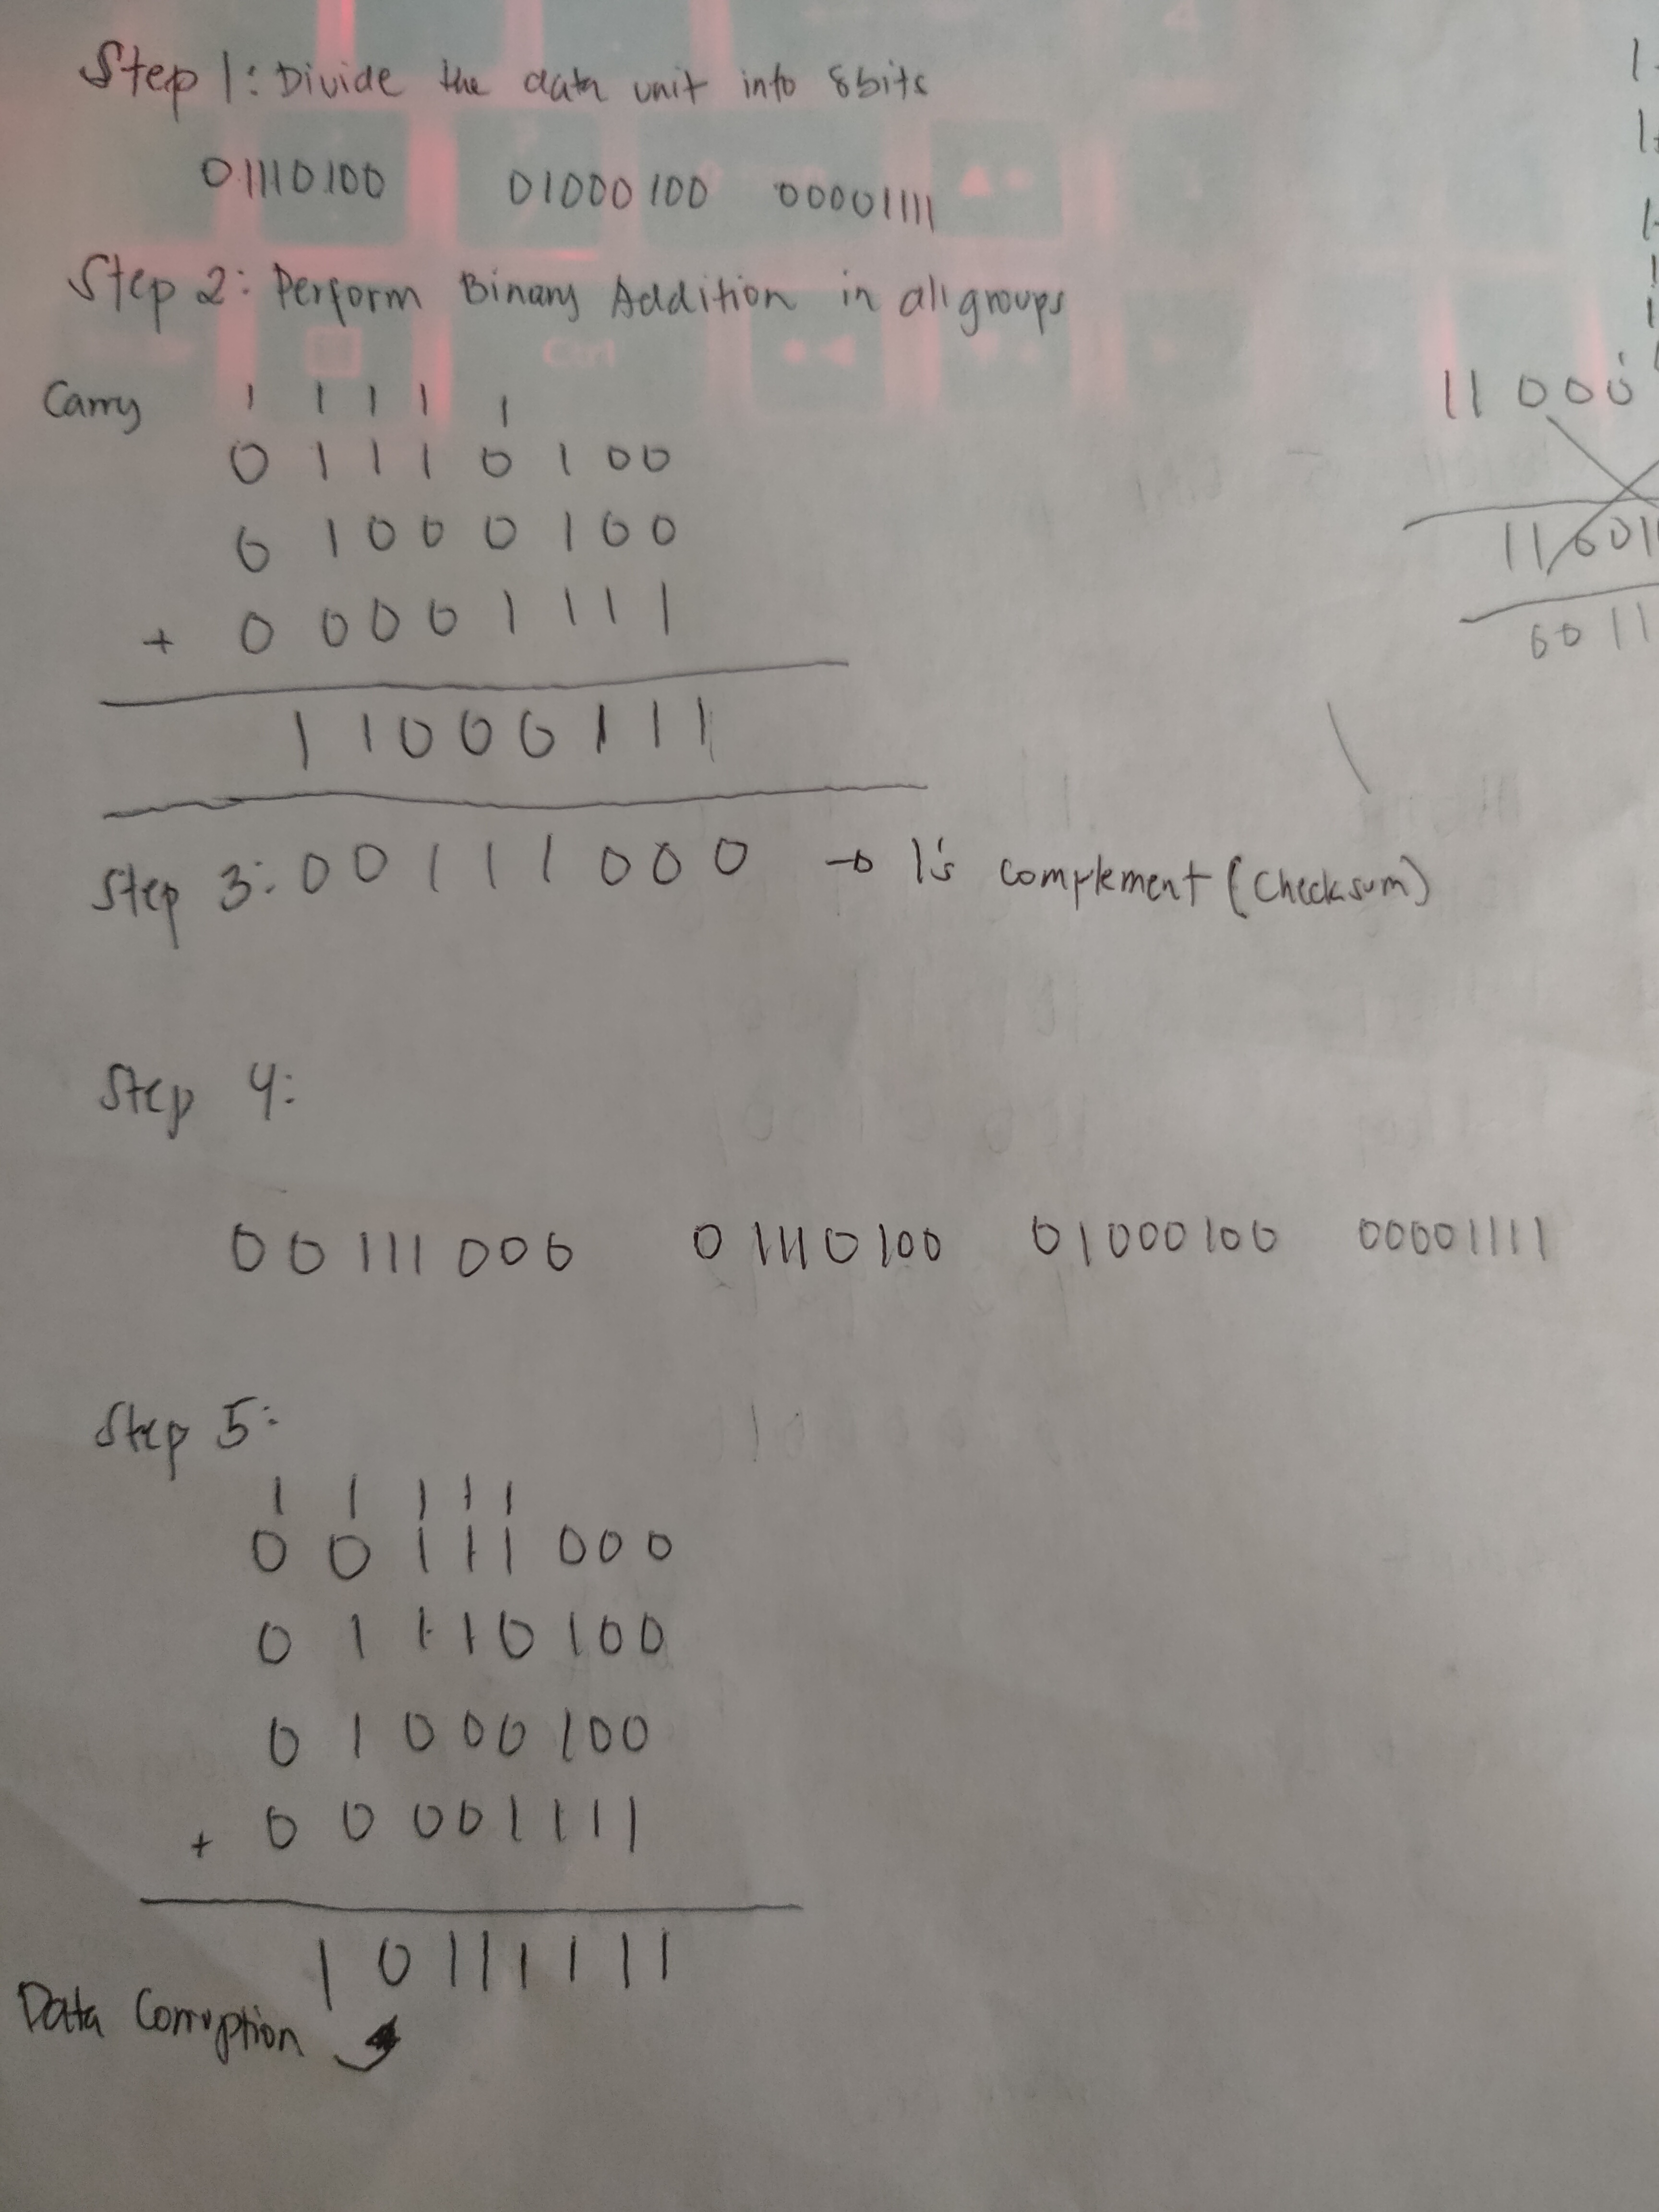 Step 1: Divide the data unit into 8bits
01110100 01000100 00001111
Step 2: Perform Binary Addition in all groups
Carry 1 1 1 1 1
0 1 1 1 0 1 0 0
0 1 0 0 0 1 0 0
+ 0 0 0 0 1 1 1 1
1 1 0 0 0 1 1 1
Step 3: 0 0 1 1 1 0 0 0 → 1's complement (Checksum)
Step 4:
00111000 01110100 01000100 00001111
Step 5:
1 1 1 1 1
0 0 1 1 1 0 0 0
0 1 1 1 0 1 0 0
0 1 0 0 0 1 0 0
+ 0 0 0 0 1 1 1 1
1 0 1 1 1 1 1 1
Data Corruption
11000
11001
0011
Ctrl